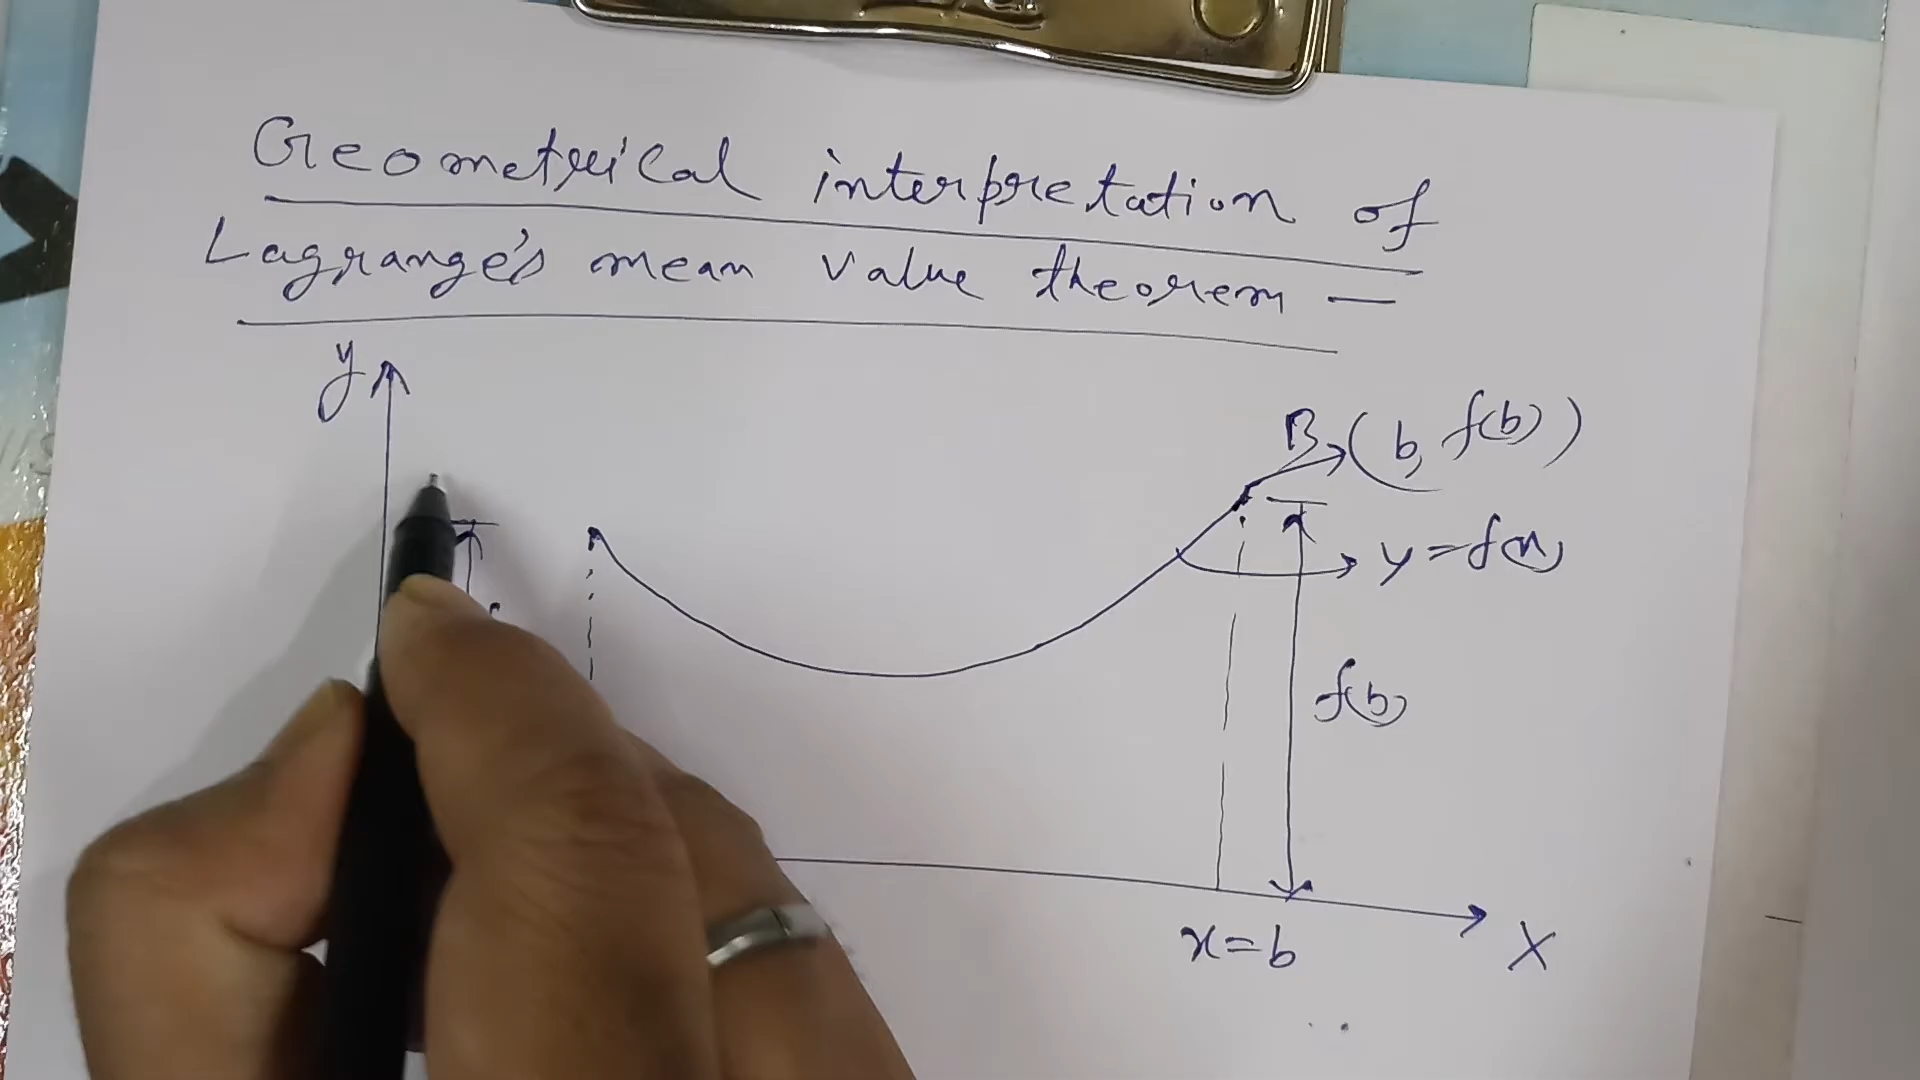 Geometrical interpretation of
Lagrange's mean value theorem —
y
B (b, f(b))
y=f(x)
f(b)
x=b
X